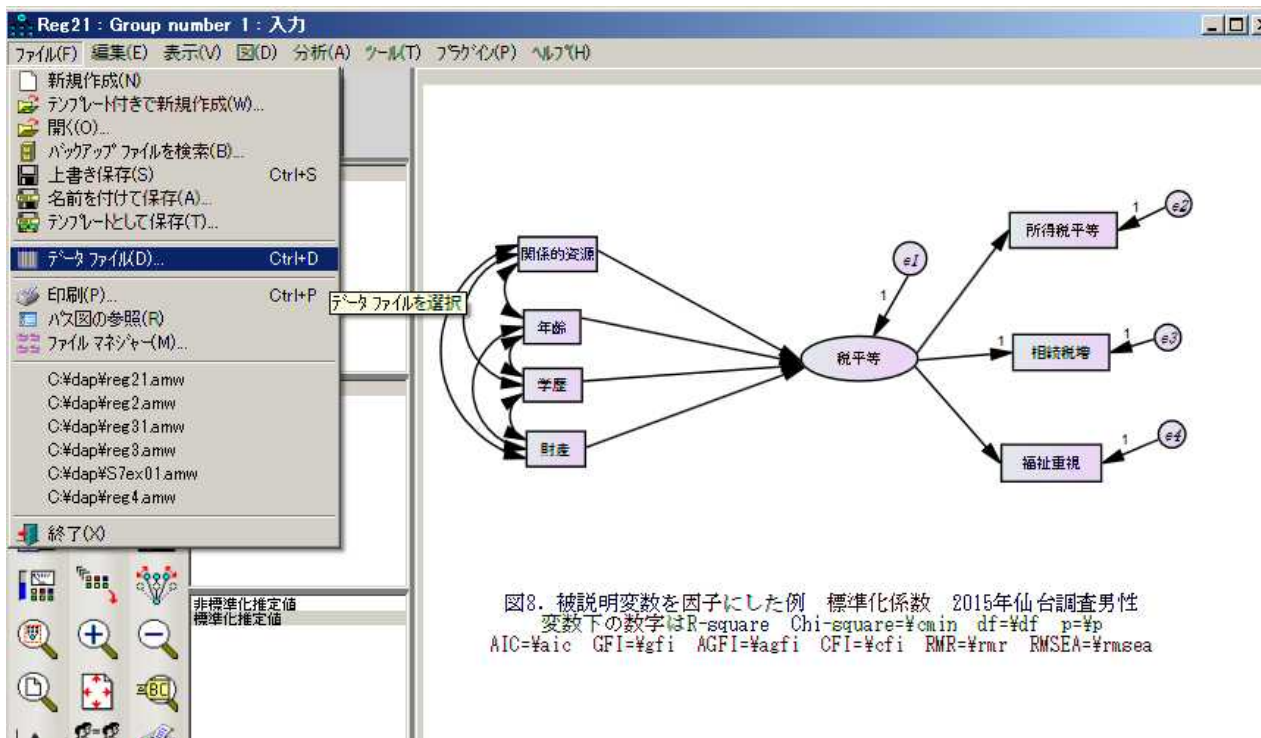 Reg21 : Group number 1 : 入力
ファイル(F) 編集(E) 表示(V) 図(D) 分析(A) ツール(T) プラグイン(P) ヘルプ(H)
新規作成(N)
テンプレート付きで新規作成(W)...
開く(O)...
バックアップ ファイルを検索(B)...
上書き保存(S) Ctrl+S
名前を付けて保存(A)...
テンプレートとして保存(T)...
データ ファイル(D)... Ctrl+D
印刷(P)... Ctrl+P
データ ファイルを選択
パス図の参照(R)
ファイル マネジャー(M)...
C:¥dap¥reg21.amw
C:¥dap¥reg2.amw
C:¥dap¥reg31.amw
C:¥dap¥reg3.amw
C:¥dap¥S7ex01.amw
C:¥dap¥reg4.amw
終了(X)
非標準化推定値
標準化推定値
関係的資源
年齢
学歴
財産
税平等
e1
1
所得税平等
1
e2
1
相続税増
1
e3
福祉重視
1
e4
図8. 被説明変数を因子にした例 標準化係数 2015年仙台調査男性
変数下の数字はR-square Chi-square=¥cmin df=¥df p=¥p
AIC=¥aic GFI=¥gfi AGFI=¥agfi CFI=¥cfi RMR=¥rmr RMSEA=¥rmsea